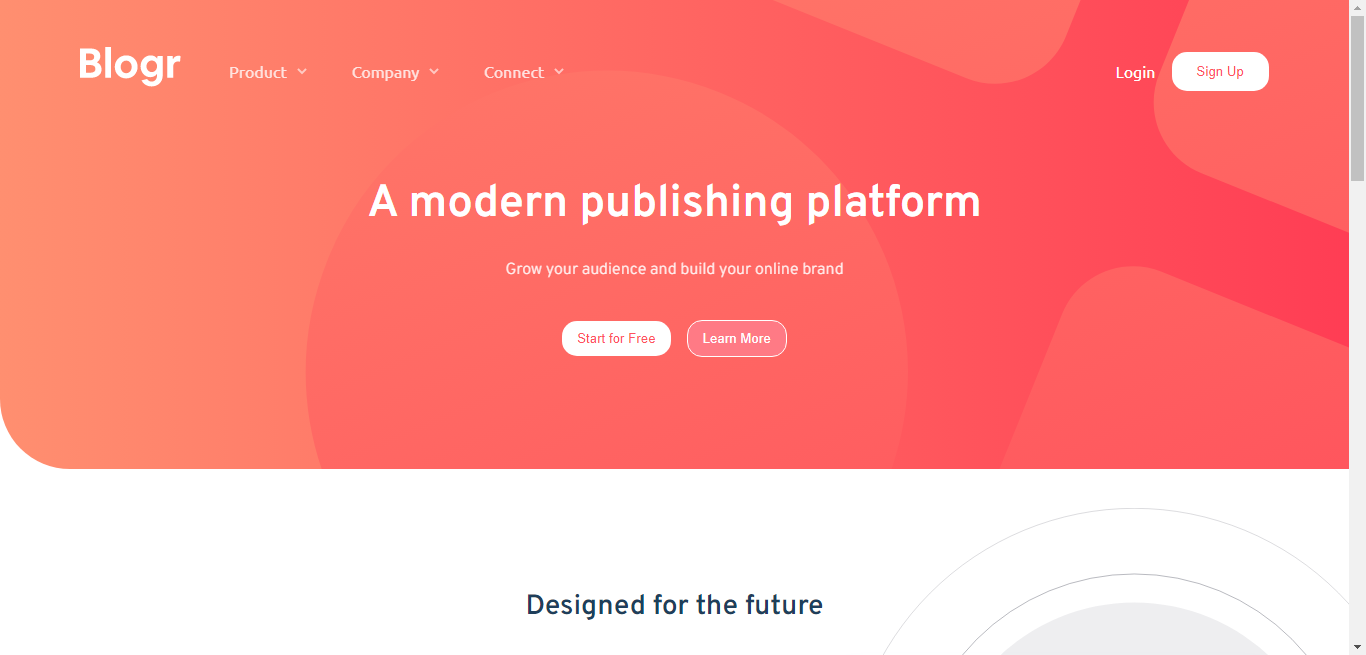 Blogr
Product
Company
Connect
Login
Sign Up
A modern publishing platform
Grow your audience and build your online brand
Start for Free
Learn More
Designed for the future